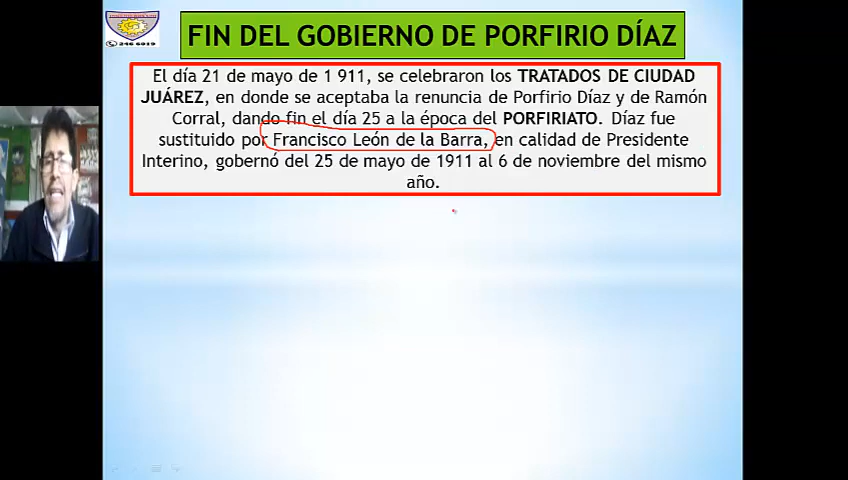 FIN DEL GOBIERNO DE PORFIRIO DÍAZ
246 6019
El día 21 de mayo de 1 911, se celebraron los TRATADOS DE CIUDAD
JUÁREZ, en donde se aceptaba la renuncia de Porfirio Díaz y de Ramón
Corral, dando fin el día 25 a la época del PORFIRIATO. Díaz fue
sustituido por Francisco León de la Barra, en calidad de Presidente
Interino, gobernó del 25 de mayo de 1911 al 6 de noviembre del mismo
año.